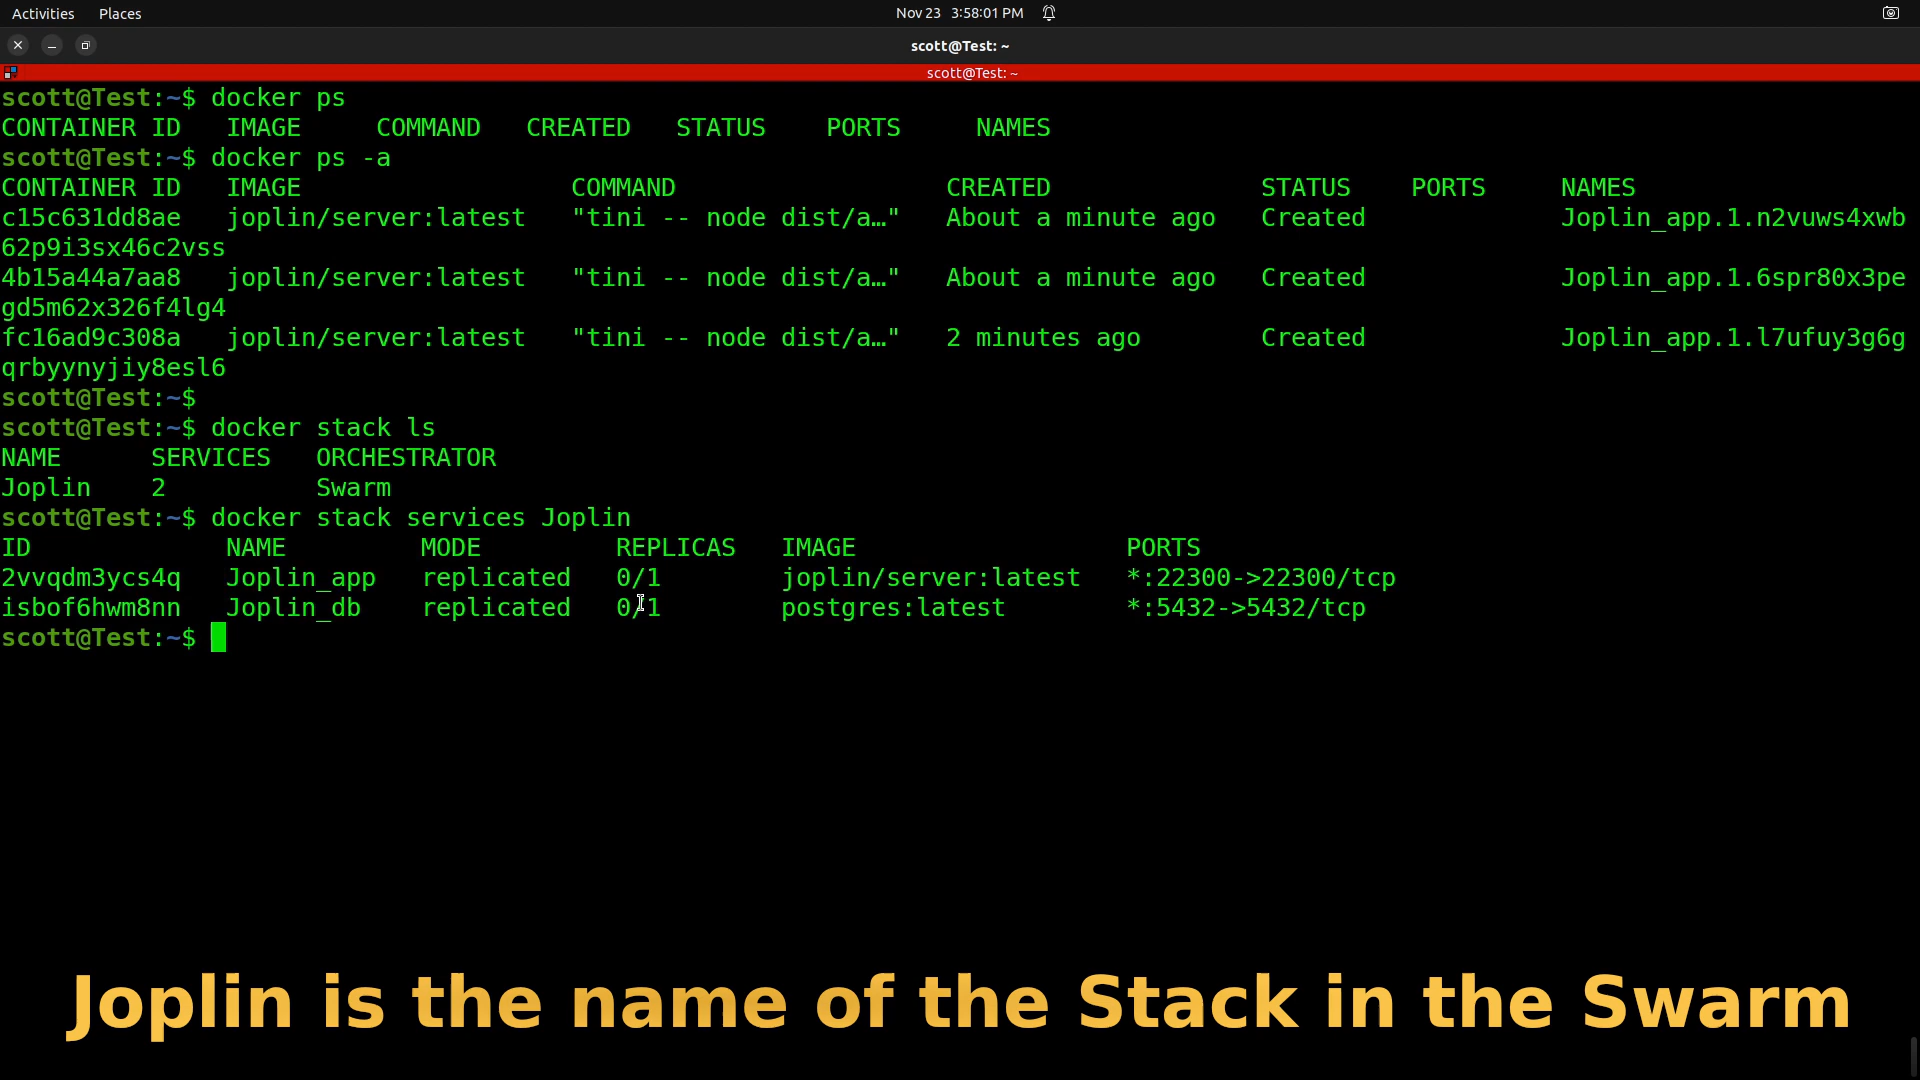 Activities Places Nov 23 3:58:01 PM
scott@Test: ~
scott@Test: ~
scott@Test:~$ docker ps
CONTAINER ID IMAGE COMMAND CREATED STATUS PORTS NAMES
scott@Test:~$ docker ps -a
CONTAINER ID IMAGE COMMAND CREATED STATUS PORTS NAMES
c15c631dd8ae joplin/server:latest "tini -- node dist/a…" About a minute ago Created Joplin_app.1.n2vuws4xwb
62p9i3sx46c2vss
4b15a44a7aa8 joplin/server:latest "tini -- node dist/a…" About a minute ago Created Joplin_app.1.6spr80x3pe
gd5m62x326f4lg4
fc16ad9c308a joplin/server:latest "tini -- node dist/a…" 2 minutes ago Created Joplin_app.1.l7ufuy3g6g
qrbyynyjiy8esl6
scott@Test:~$
scott@Test:~$ docker stack ls
NAME SERVICES ORCHESTRATOR
Joplin 2 Swarm
scott@Test:~$ docker stack services Joplin
ID NAME MODE REPLICAS IMAGE PORTS
2vvqdm3ycs4q Joplin_app replicated 0/1 joplin/server:latest *:22300->22300/tcp
isbof6hwm8nn Joplin_db replicated 0/1 postgres:latest *:5432->5432/tcp
scott@Test:~$
Joplin is the name of the Stack in the Swarm